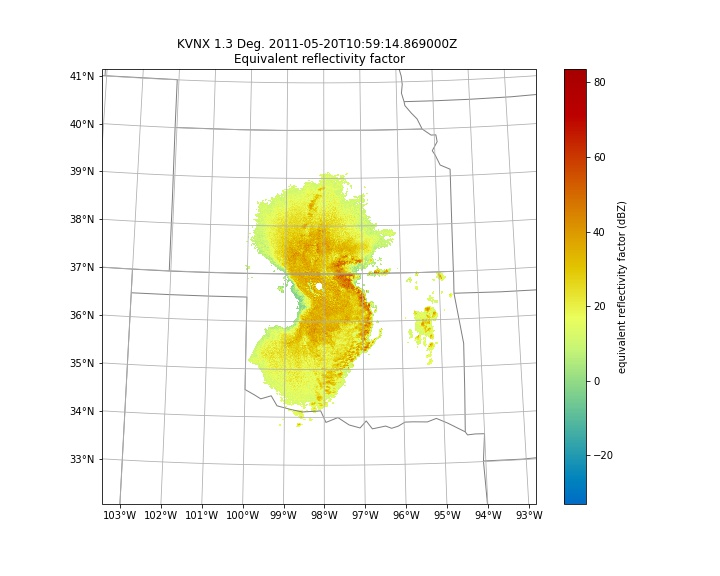 KVNX 1.3 Deg. 2011-05-20T10:59:14.869000Z
Equivalent reflectivity factor
41°N
40°N
39°N
38°N
37°N
36°N
35°N
34°N
33°N
103°W 102°W 101°W 100°W 99°W 98°W 97°W 96°W 95°W 94°W 93°W
80
60
40
20
0
−20
equivalent reflectivity factor (dBZ)